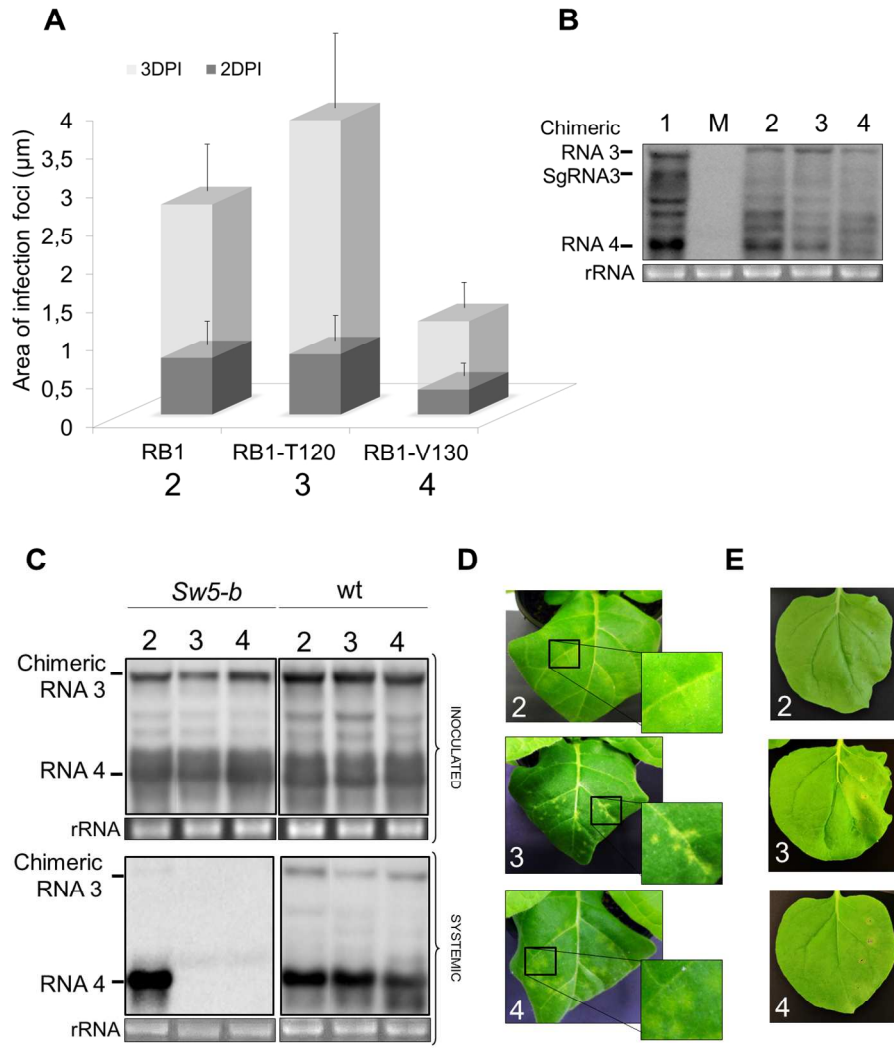 A
3DPI 2DPI
Area of infection foci (µm)
4
3,5
3
2,5
2
1,5
1
0,5
0
RB1 RB1-T120 RB1-V130
2 3 4
B
Chimeric 1 M 2 3 4
RNA 3
SgRNA3
RNA 4
rRNA
C
Sw5-b wt
2 3 4 2 3 4
Chimeric
RNA 3
RNA 4
INOCULATED
rRNA
Chimeric
RNA 3
RNA 4
SYSTEMIC
rRNA
D
2
3
4
E
2
3
4